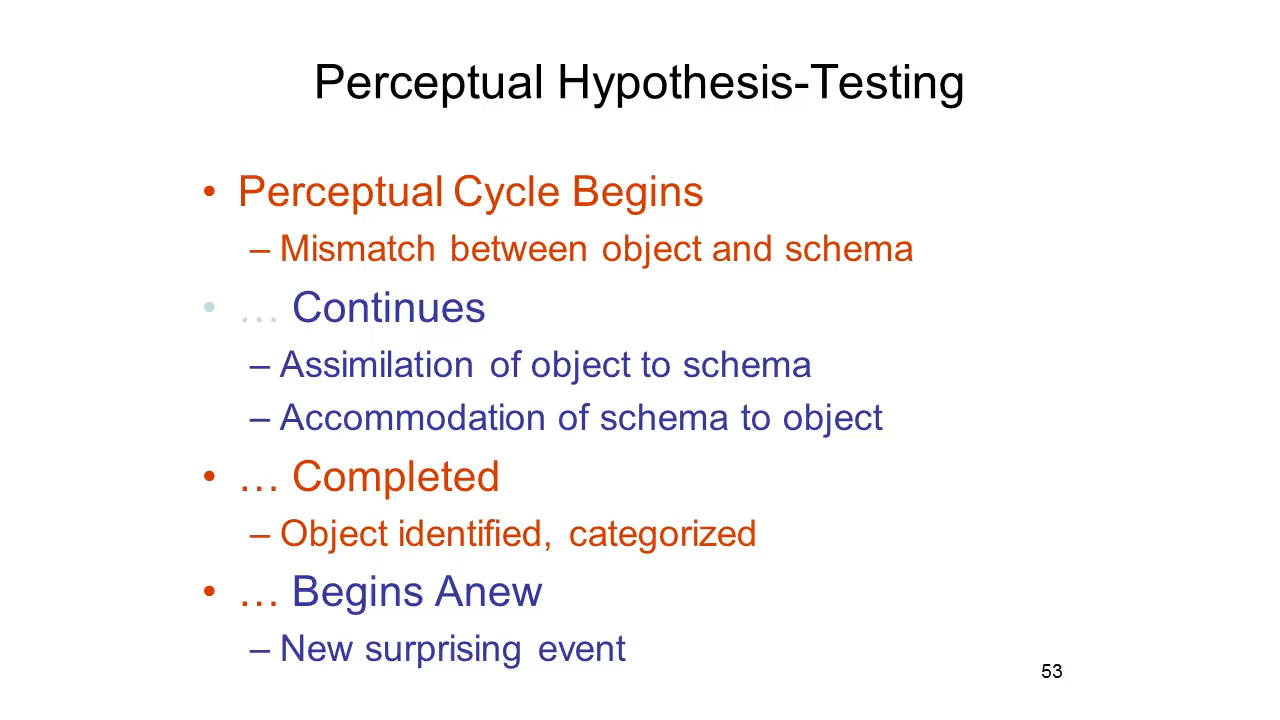 Perceptual Hypothesis-Testing
• Perceptual Cycle Begins
– Mismatch between object and schema
• … Continues
– Assimilation of object to schema
– Accommodation of schema to object
• … Completed
– Object identified, categorized
• … Begins Anew
– New surprising event
53